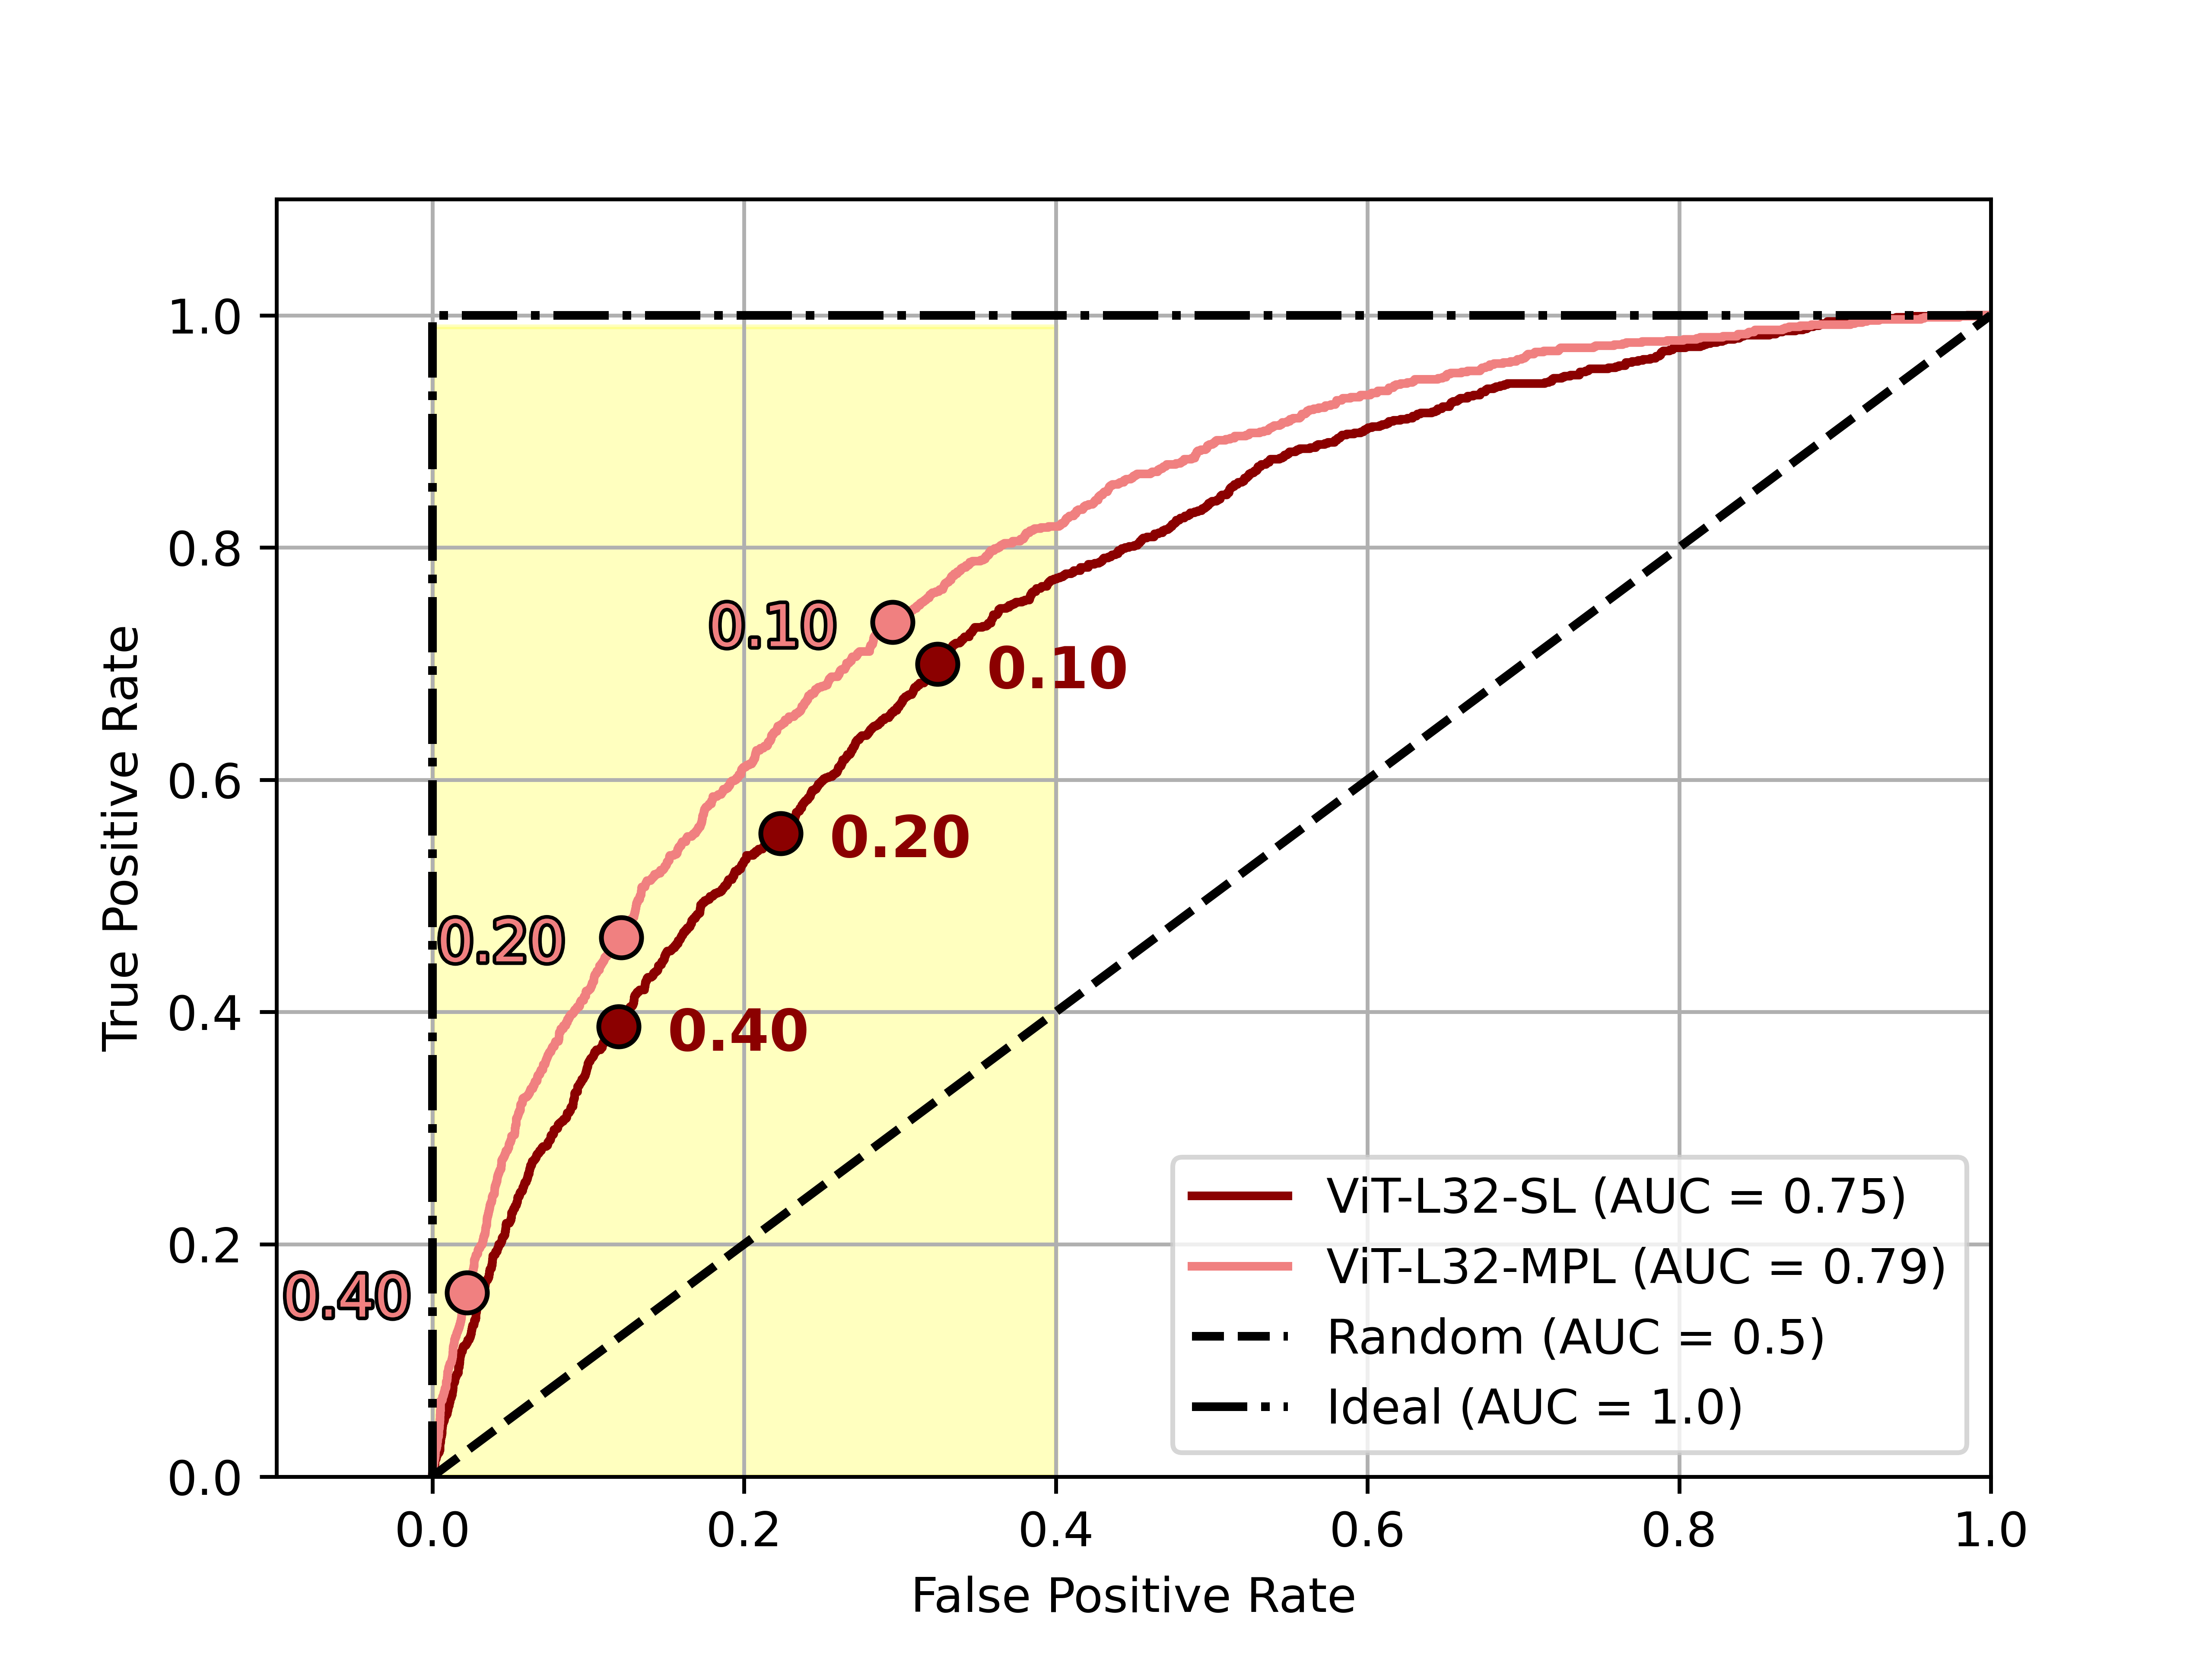 1.0
0.8
0.6
0.4
0.2
0.0
True Positive Rate
0.10
0.10
0.20
0.20
0.40
0.40
ViT-L32-SL (AUC = 0.75)
ViT-L32-MPL (AUC = 0.79)
Random (AUC = 0.5)
Ideal (AUC = 1.0)
0.0 0.2 0.4 0.6 0.8 1.0
False Positive Rate